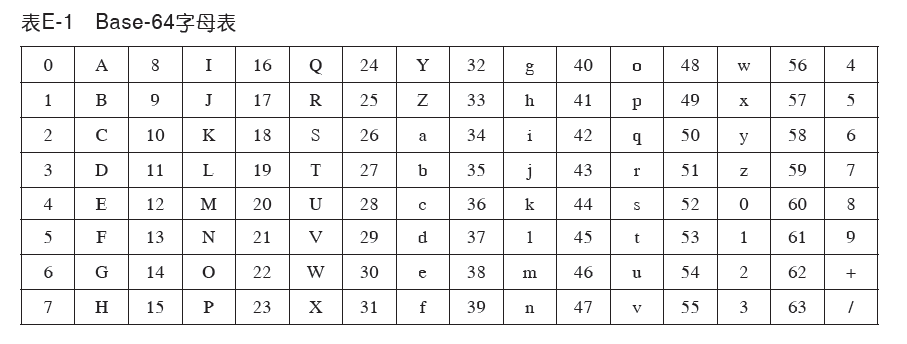 表E-1 Base-64字母表
0 A 8 I 16 Q 24 Y 32 g 40 o 48 w 56 4
1 B 9 J 17 R 25 Z 33 h 41 p 49 x 57 5
2 C 10 K 18 S 26 a 34 i 42 q 50 y 58 6
3 D 11 L 19 T 27 b 35 j 43 r 51 z 59 7
4 E 12 M 20 U 28 c 36 k 44 s 52 0 60 8
5 F 13 N 21 V 29 d 37 l 45 t 53 1 61 9
6 G 14 O 22 W 30 e 38 m 46 u 54 2 62 +
7 H 15 P 23 X 31 f 39 n 47 v 55 3 63 /